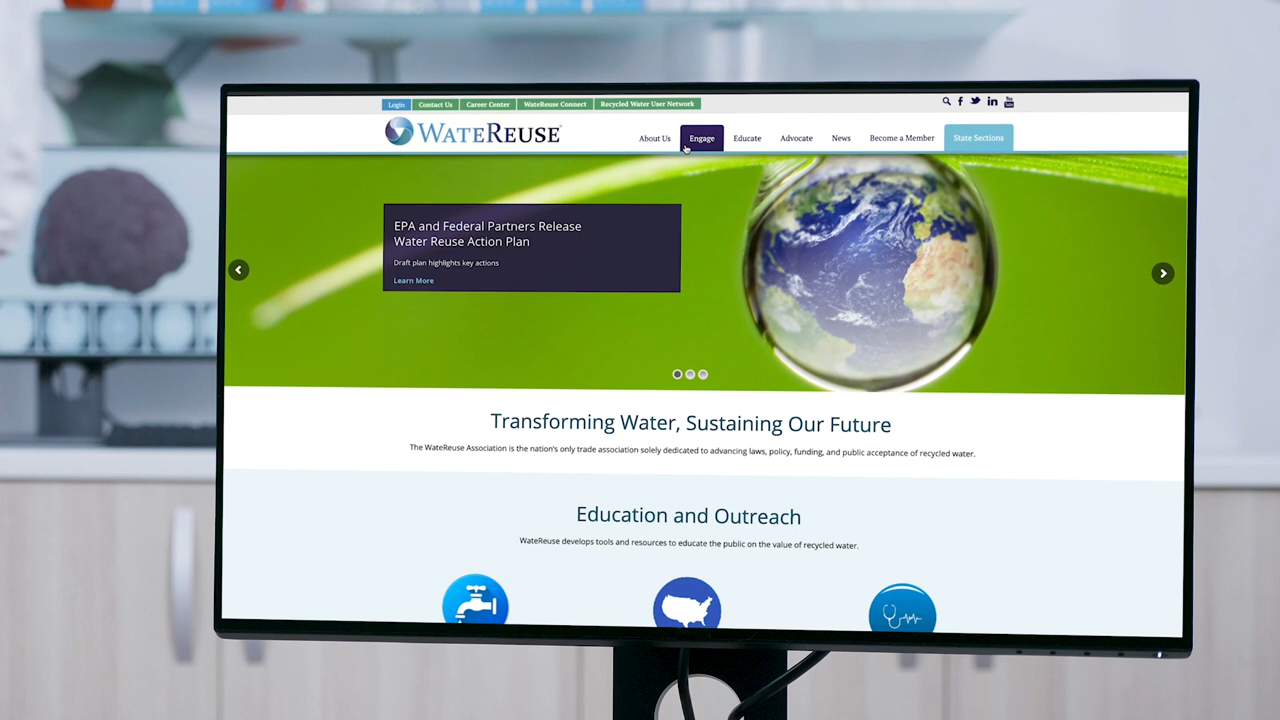 Login Contact Us Career Center WateReuse Connect Recycled Water User Network
You Tube
WATEREUSE
About Us Engage Educate Advocate News Become a Member State Sections
EPA and Federal Partners Release
Water Reuse Action Plan
Draft plan highlights key actions
Learn More
Transforming Water, Sustaining Our Future
The WateReuse Association is the nation's only trade association solely dedicated to advancing laws, policy, funding, and public acceptance of recycled water.
Education and Outreach
WateReuse develops tools and resources to educate the public on the value of recycled water.